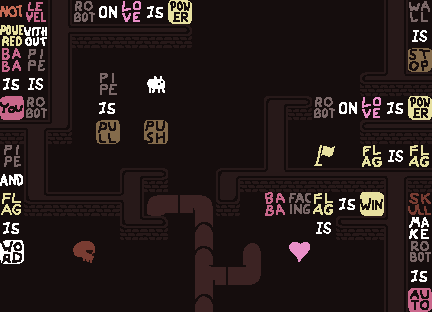 NOT LEVEL ROBOT ON LOVE IS POWER WALL
POWERED WITHOUT IS
BABA PIPE STOP
IS IS PIPE
YOU ROBOT IS ROBOT ON LOVE IS POWER
PULL PUSH
PIPE FLAG IS FLAG
AND
FLAG BABA FACING FLAG IS WIN SKULL
IS IS MAKE
WORD ROBOT
IS
AUTO